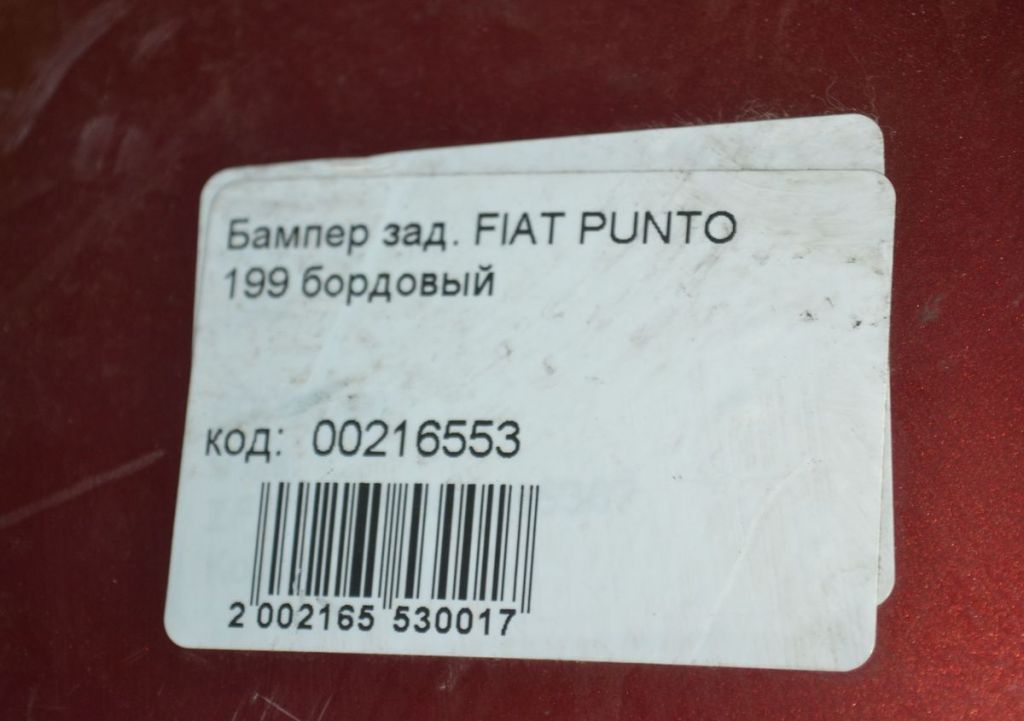 Бампер зад. FIAT PUNTO
199 бордовый
код: 00216553
2 002165 530017